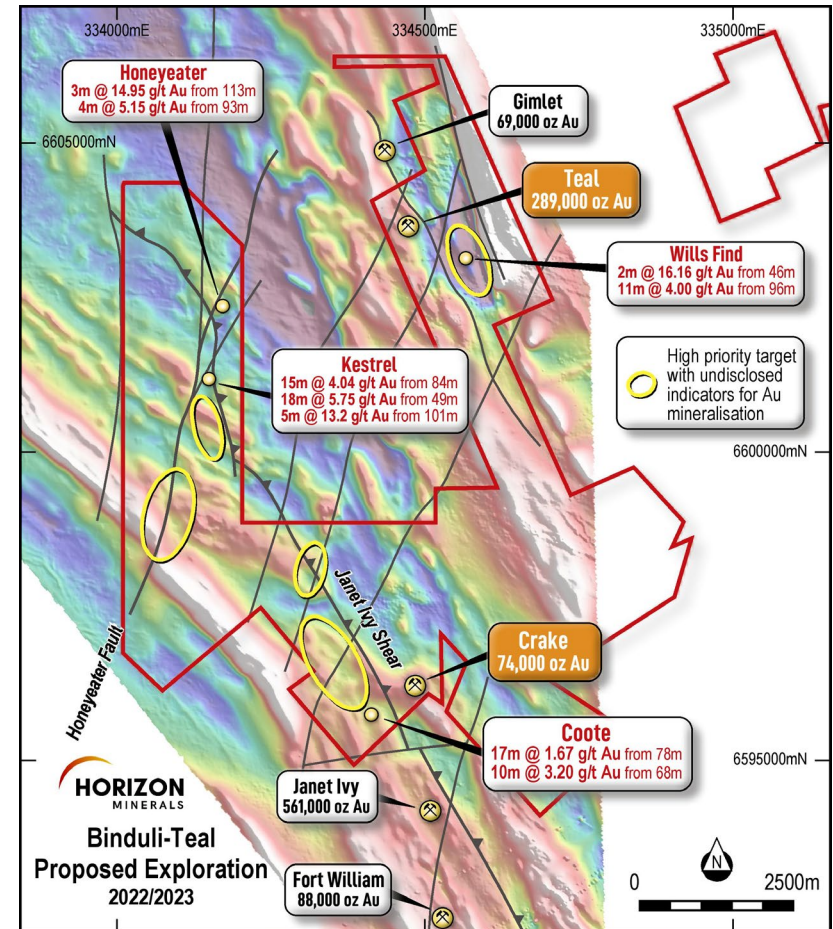 334000mE
334500mE
335000mE
Honeyeater
3m @ 14.95 g/t Au from 113m
4m @ 5.15 g/t Au from 93m
Gimlet
69,000 oz Au
6605000mN
Teal
289,000 oz Au
Wills Find
2m @ 16.16 g/t Au from 46m
11m @ 4.00 g/t Au from 96m
Kestrel
15m @ 4.04 g/t Au from 84m
18m @ 5.75 g/t Au from 49m
5m @ 13.2 g/t Au from 101m
High priority target
with undisclosed
indicators for Au
mineralisation
6600000mN
Janet Ivy Shear
Honeyeater Fault
Crake
74,000 oz Au
Coote
17m @ 1.67 g/t Au from 78m
10m @ 3.20 g/t Au from 68m
6595000mN
HORIZON
MINERALS
Janet Ivy
561,000 oz Au
Binduli-Teal
Proposed Exploration
2022/2023
Fort William
88,000 oz Au
N
0
2500m